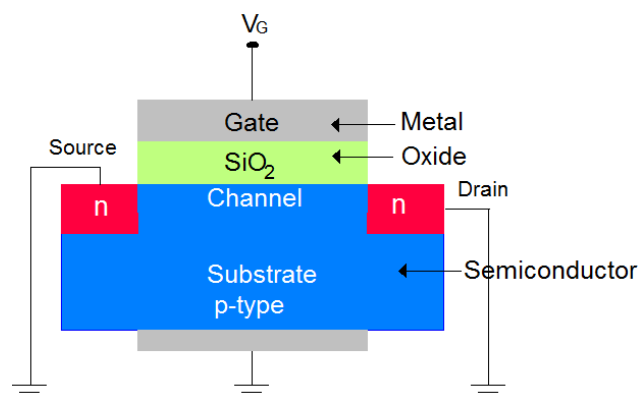 VG
Gate
Metal
Source
SiO2
Oxide
n
Channel
n
Drain
Substrate
p-type
Semiconductor